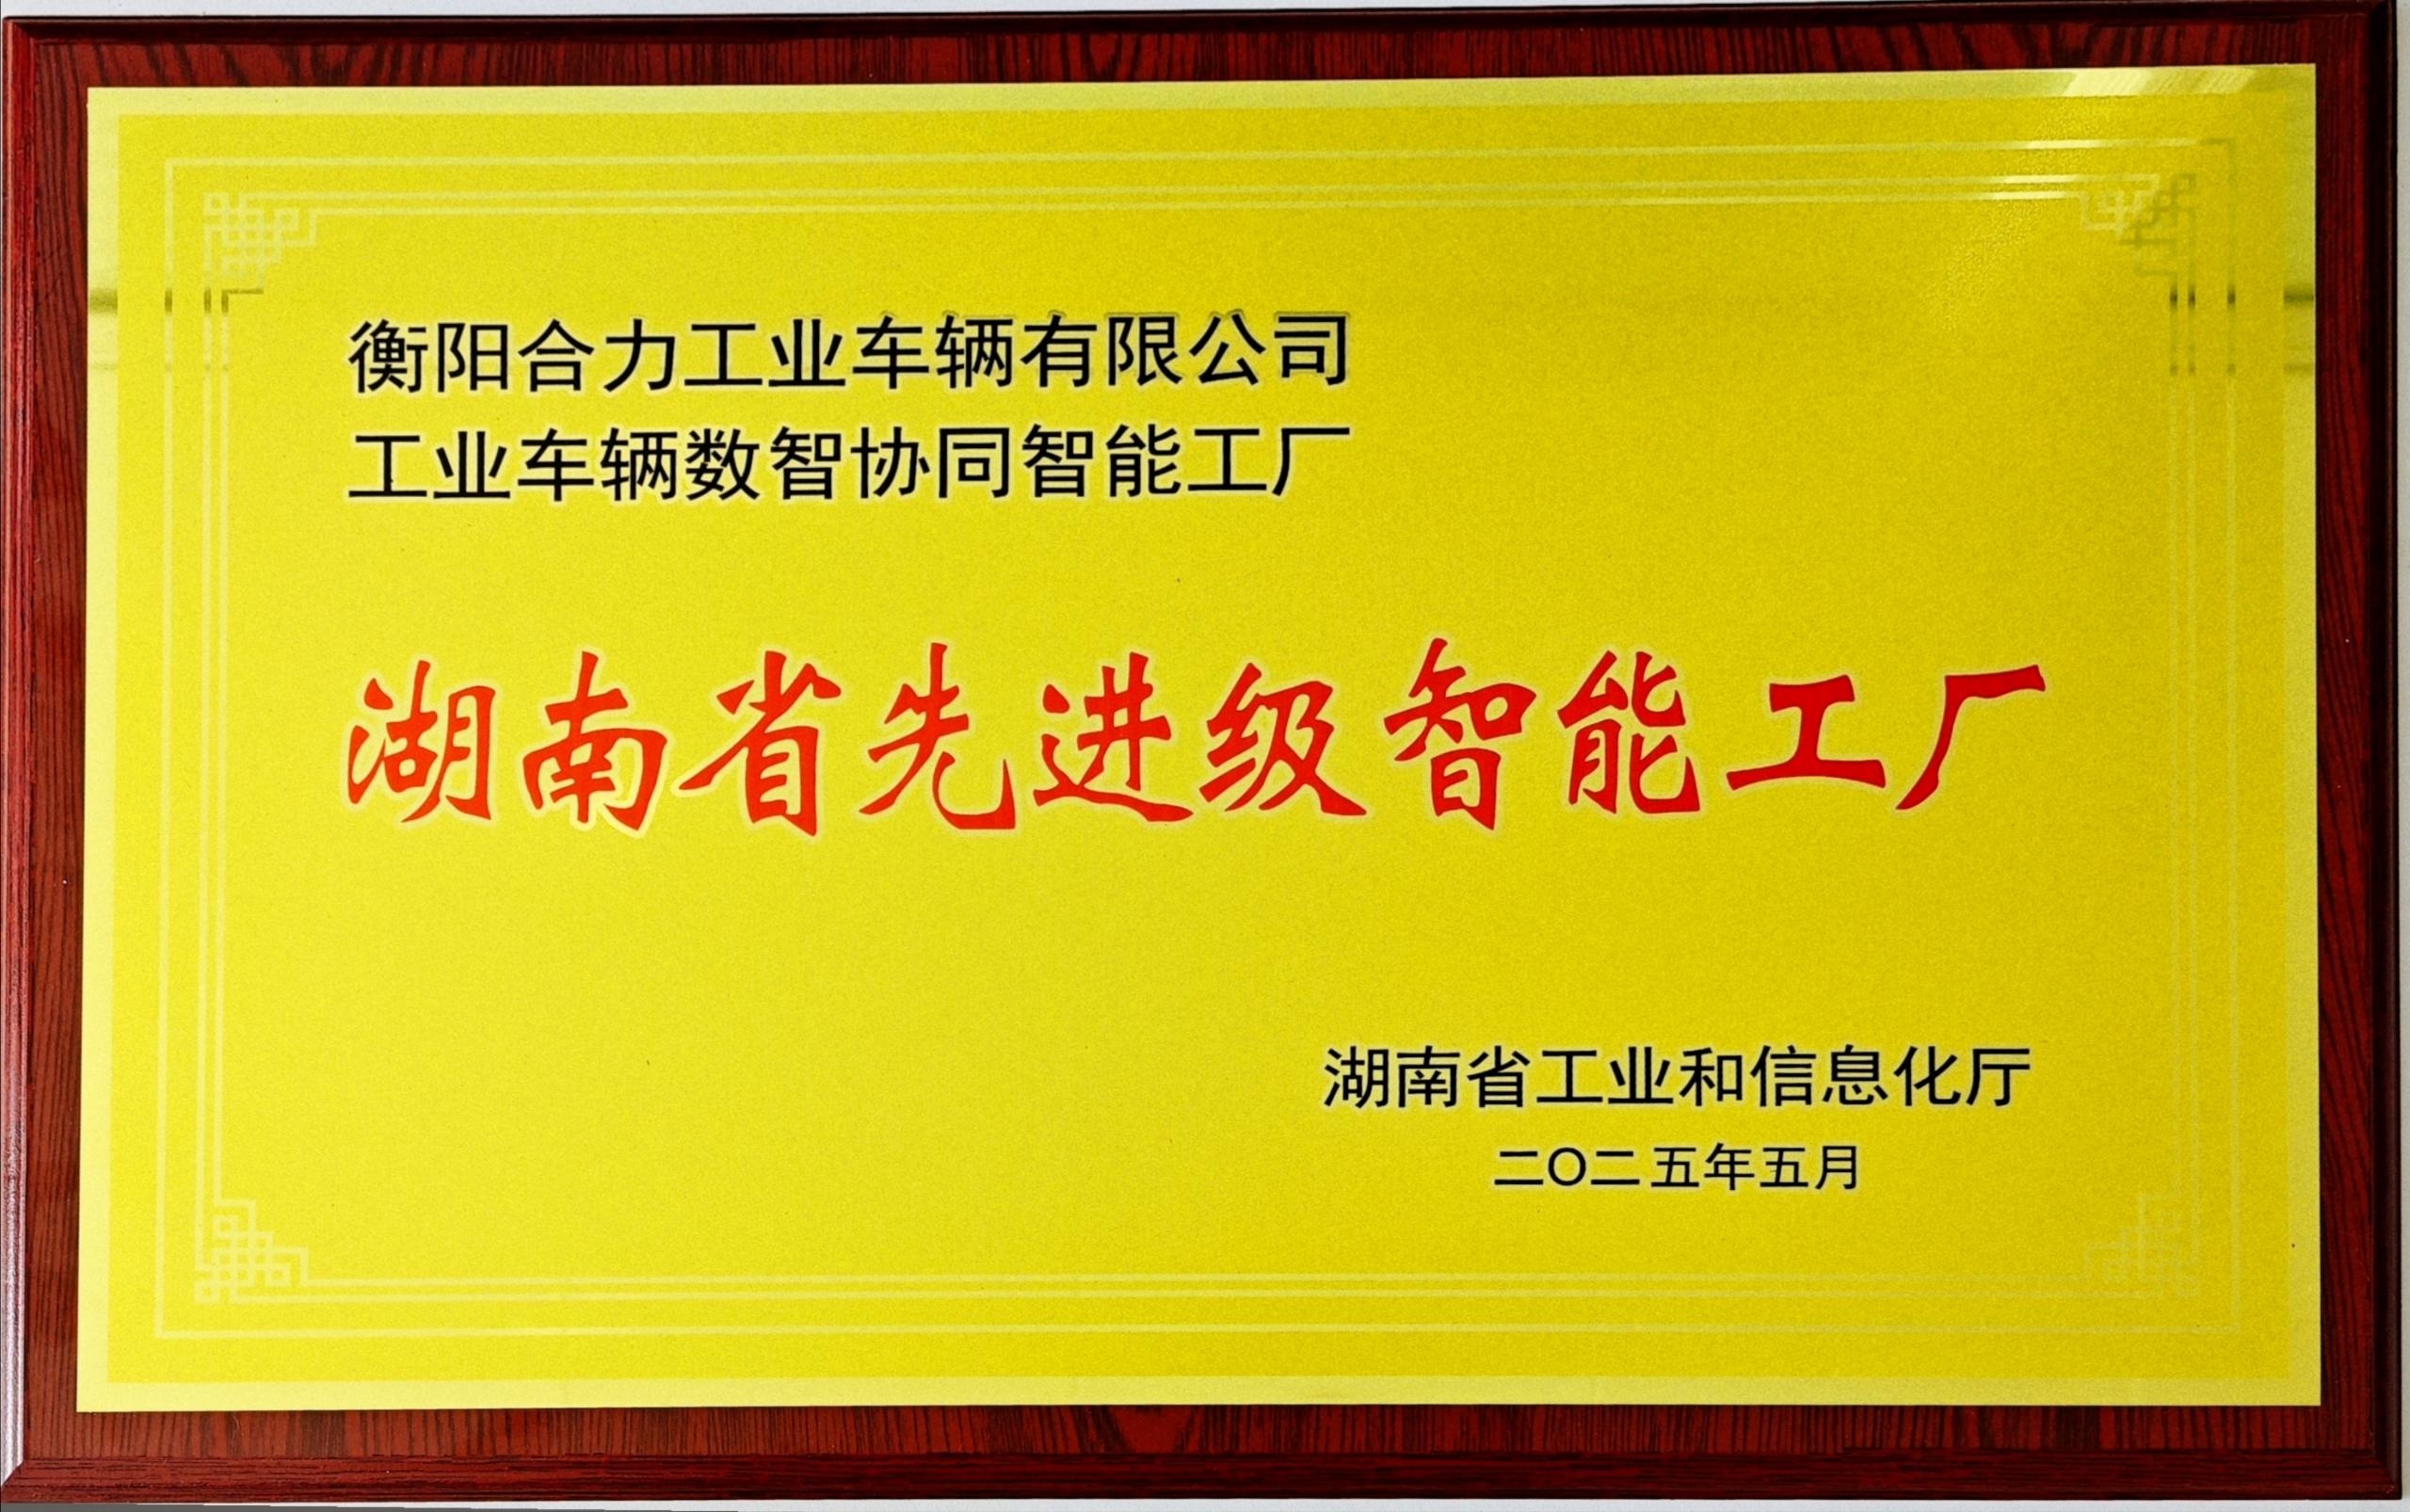 衡阳合力工业车辆有限公司
工业车辆数智协同智能工厂
湖南省先进级智能工厂
湖南省工业和信息化厅
二〇二五年五月